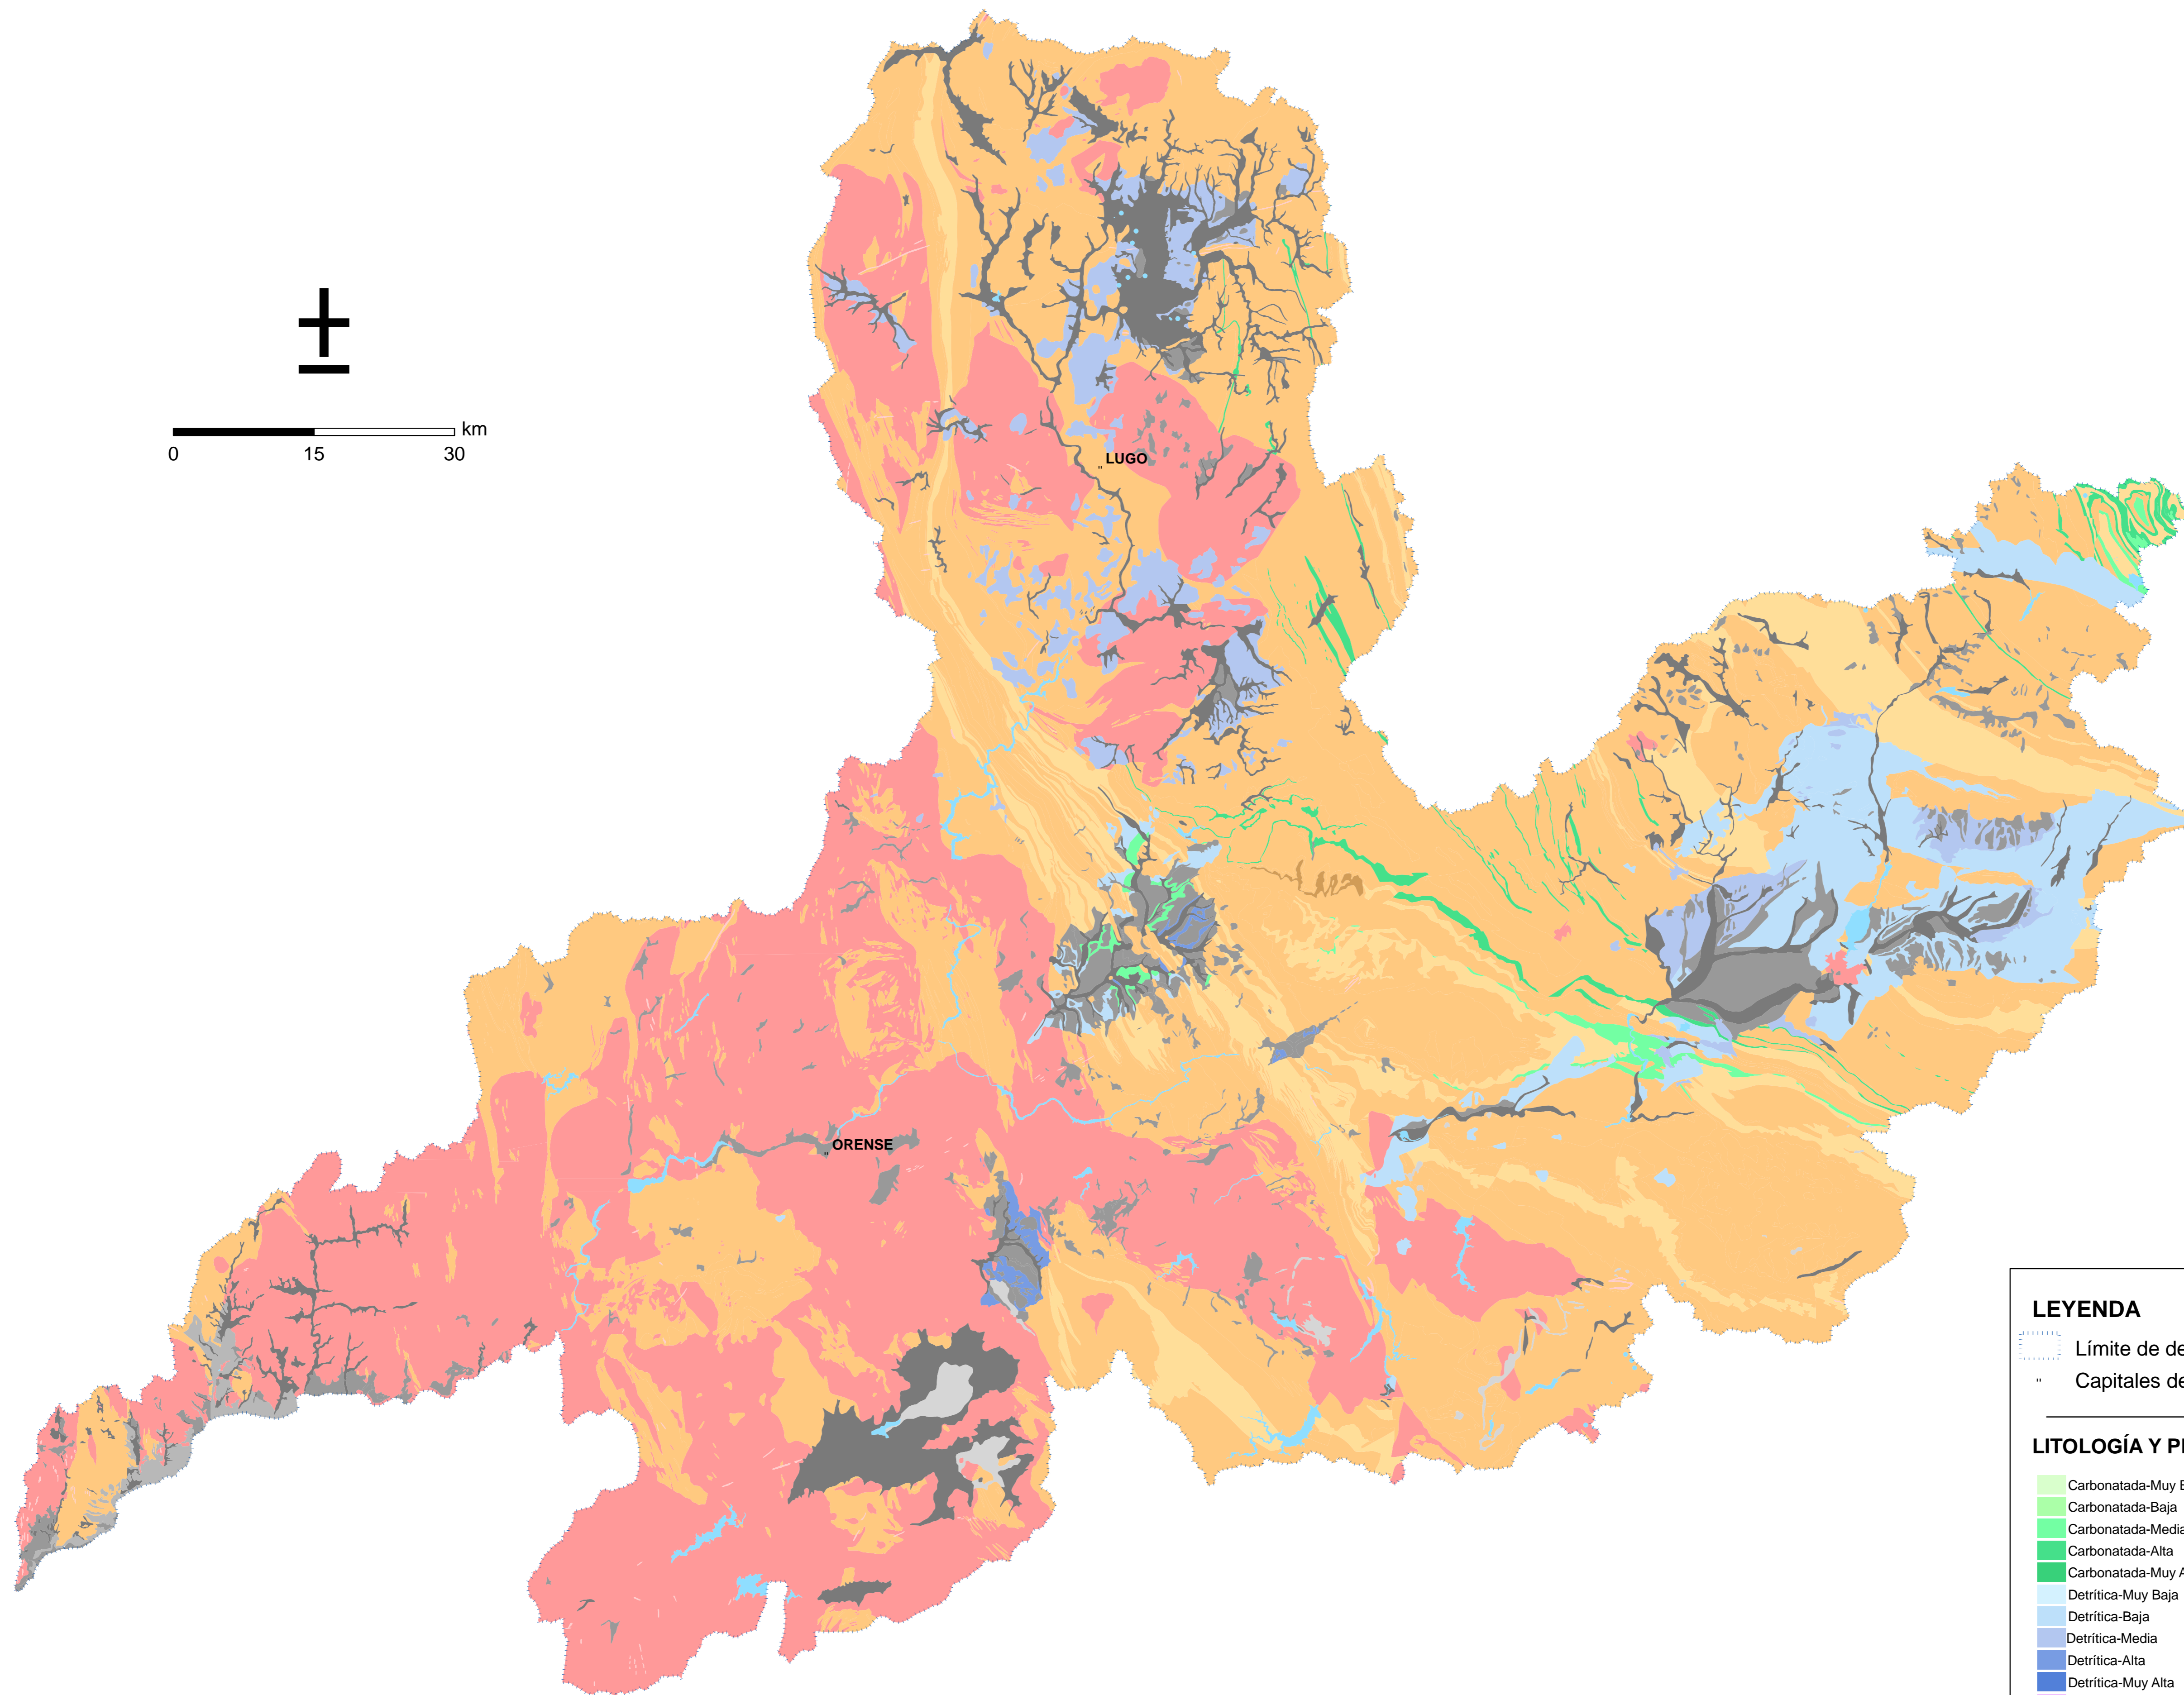 km
0 15 30
LUGO
ORENSE
LEYENDA
Límite de de
Capitales de
LITOLOGÍA Y P
Carbonatada-Muy B
Carbonatada-Baja
Carbonatada-Media
Carbonatada-Alta
Carbonatada-Muy A
Detrítica-Muy Baja
Detrítica-Baja
Detrítica-Media
Detrítica-Alta
Detrítica-Muy Alta